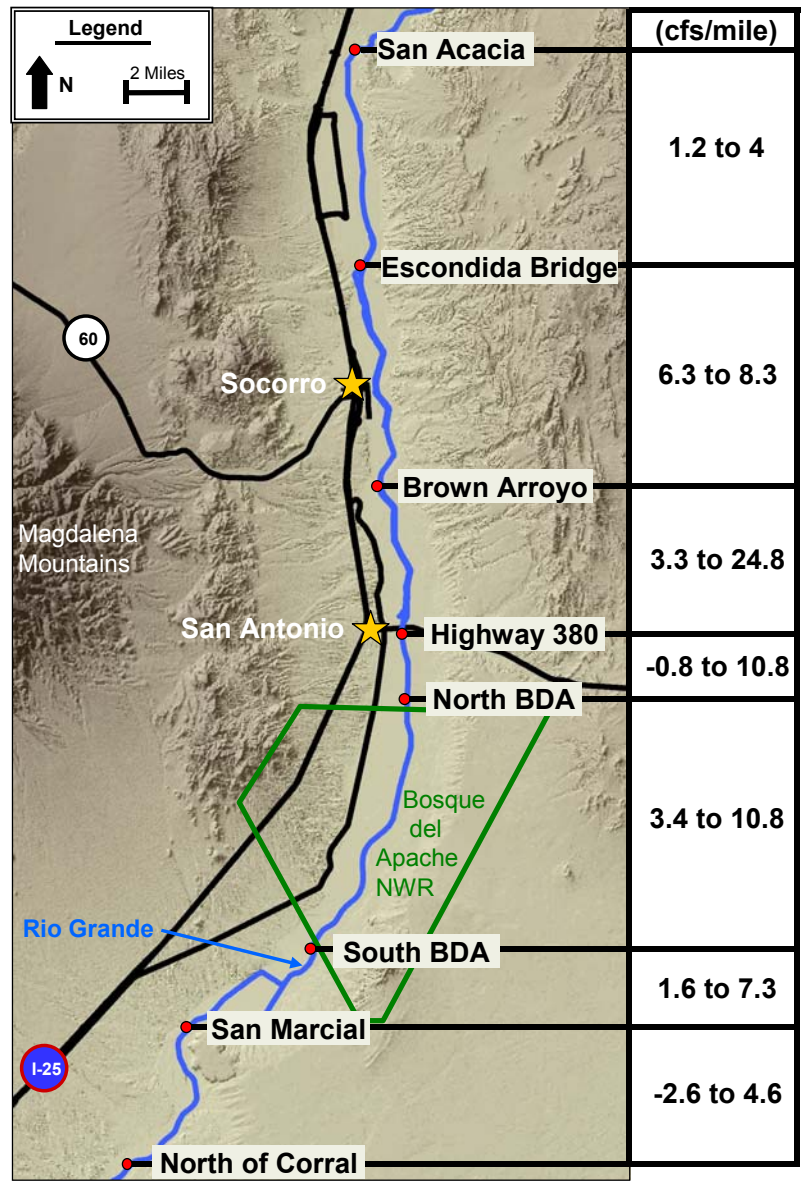 Legend
N
2 Miles
(cfs/mile)
San Acacia
1.2 to 4
Escondida Bridge
60
6.3 to 8.3
Socorro
Brown Arroyo
Magdalena
Mountains
3.3 to 24.8
San Antonio
Highway 380
-0.8 to 10.8
North BDA
Bosque
del
Apache
NWR
3.4 to 10.8
Rio Grande
South BDA
1.6 to 7.3
San Marcial
I-25
-2.6 to 4.6
North of Corral